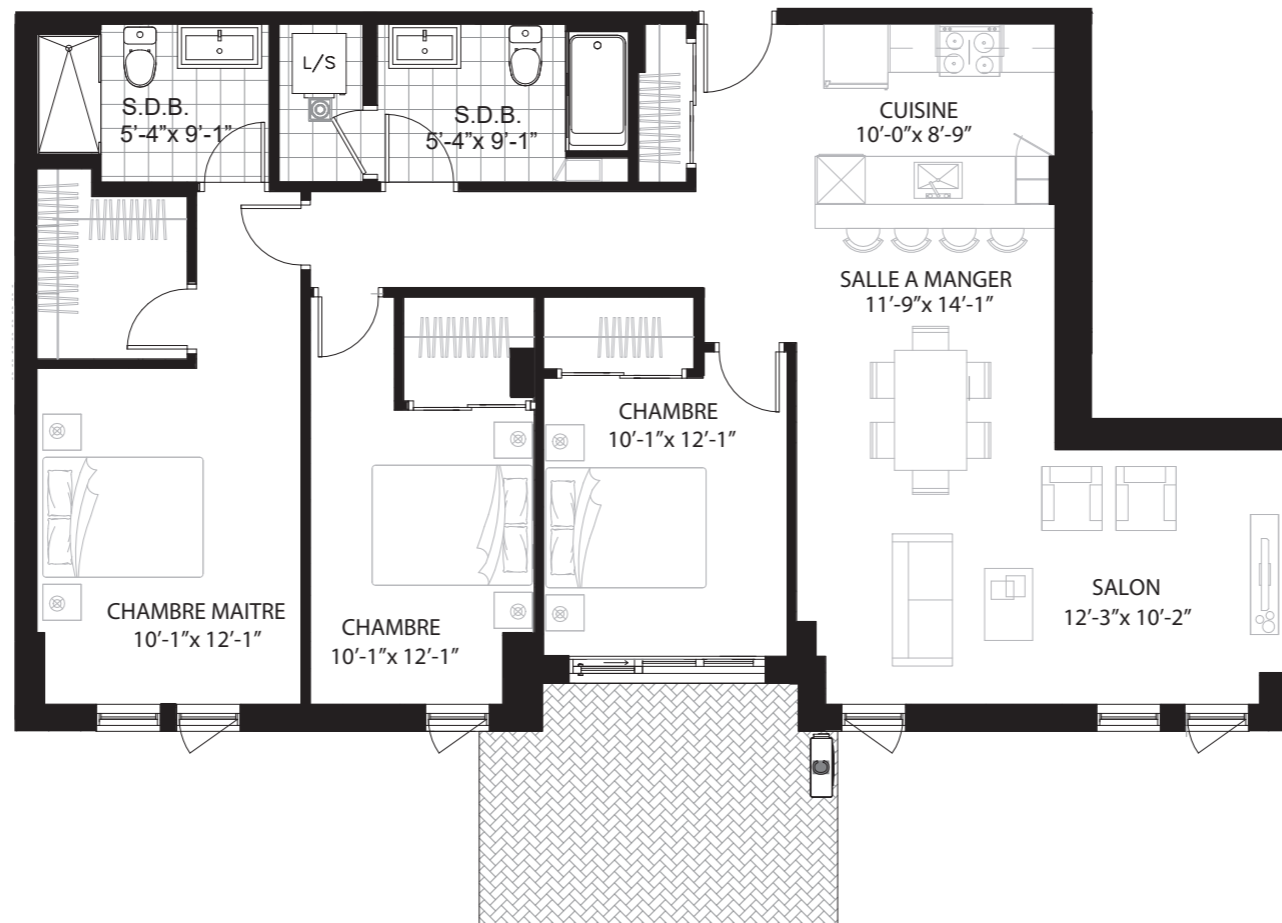 S.D.B.
5'-4"x 9'-1"
L/S
S.D.B.
5'-4"x 9'-1"
CUISINE
10'-0"x 8'-9"
SALLE A MANGER
11'-9"x 14'-1"
CHAMBRE
10'-1"x 12'-1"
CHAMBRE MAITRE
10'-1"x 12'-1"
CHAMBRE
10'-1"x 12'-1"
SALON
12'-3"x 10'-2"